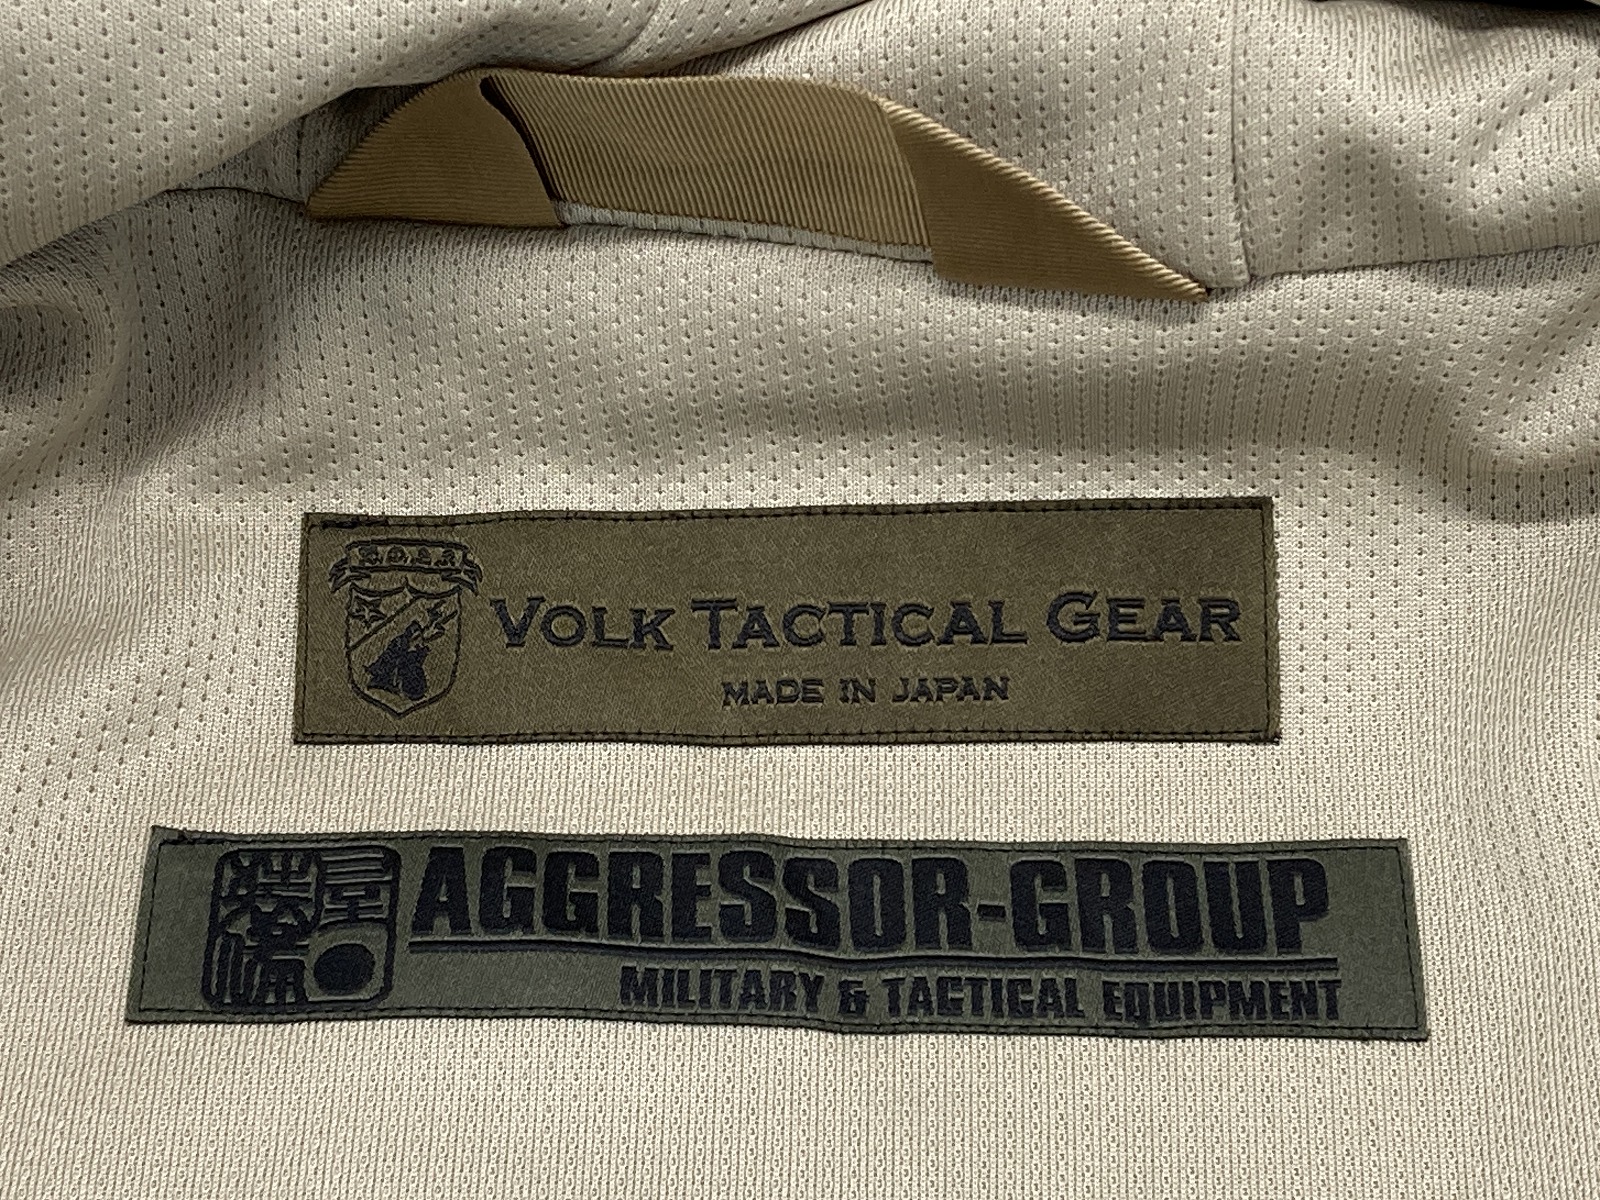 VOLK TACTICAL GEAR
MADE IN JAPAN
AGGRESSOR-GROUP
MILITARY & TACTICAL EQUIPMENT